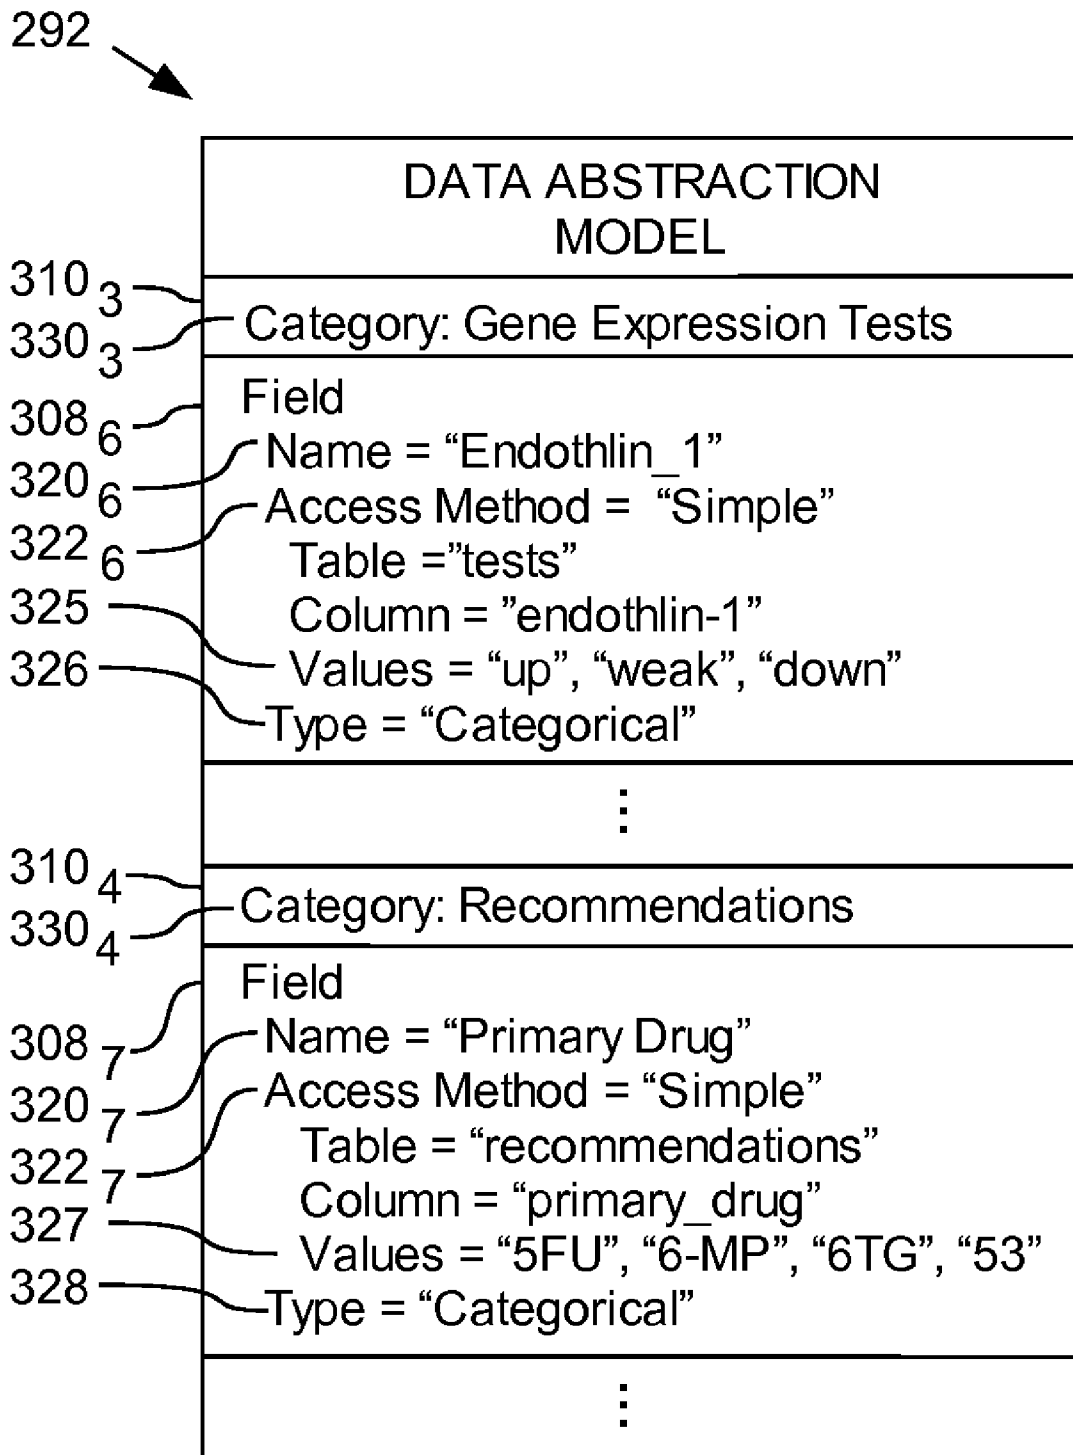 292
DATA ABSTRACTION
MODEL
310 3
330 3
Category: Gene Expression Tests
308 6
Field
320 6
Name = “Endothlin_1”
322 6
Access Method = “Simple”
Table =”tests”
325
Column = ”endothlin-1”
326
Values = “up”, “weak”, “down”
Type = “Categorical”
⋮
310 4
330 4
Category: Recommendations
Field
308 7
Name = “Primary Drug”
320 7
Access Method = “Simple”
322 7
Table = “recommendations”
327
Column = “primary_drug”
328
Values = “5FU”, “6-MP”, “6TG”, “53”
Type = “Categorical”
⋮